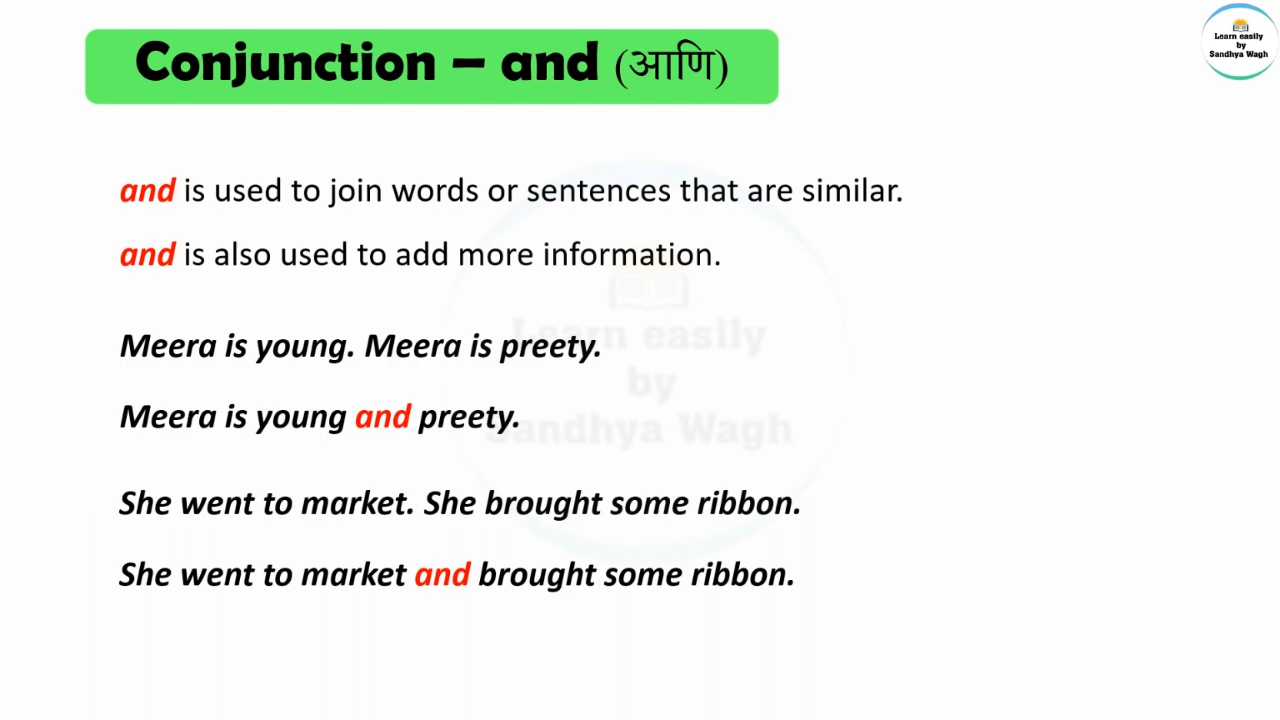 Conjunction – and (आणि)
Learn easily
by
Sandhya Wagh
and is used to join words or sentences that are similar.
and is also used to add more information.
Meera is young. Meera is preety.
Meera is young and preety.
She went to market. She brought some ribbon.
She went to market and brought some ribbon.
Learn easily
by
Sandhya Wagh